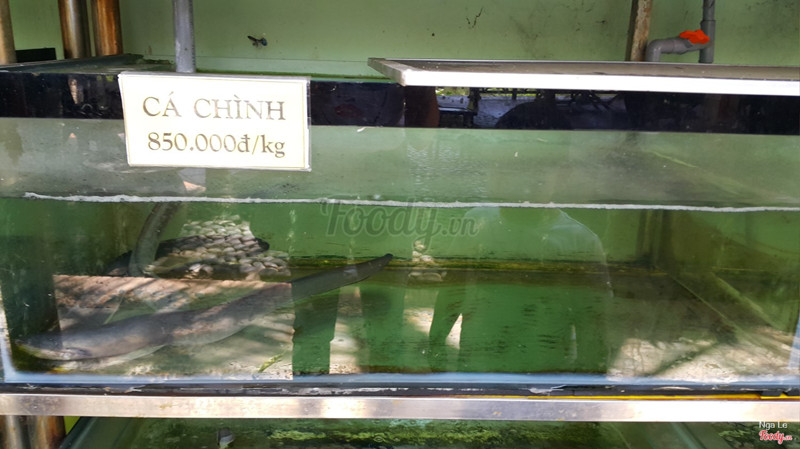 CÁ CHÌNH
850.000đ/kg
Foody.vn
Nga Le
Foody.vn